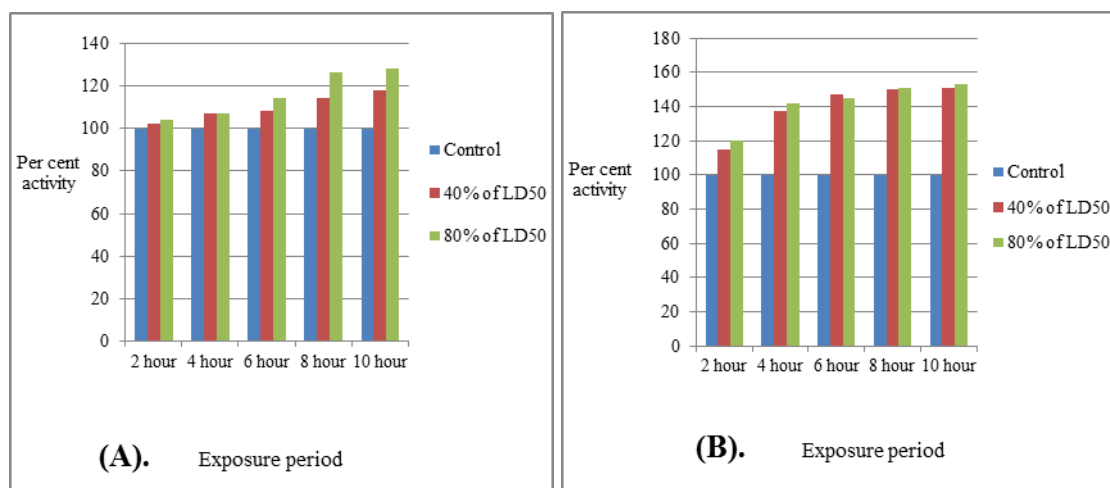 140
120
100
80
60
40
20
0
Per cent
activity
2 hour 4 hour 6 hour 8 hour 10 hour
Control
40% of LD50
80% of LD50
(A). Exposure period
180
160
140
120
100
80
60
40
20
0
Per cent
activity
2 hour 4 hour 6 hour 8 hour 10 hour
Control
40% of LD50
80% of LD50
(B). Exposure period